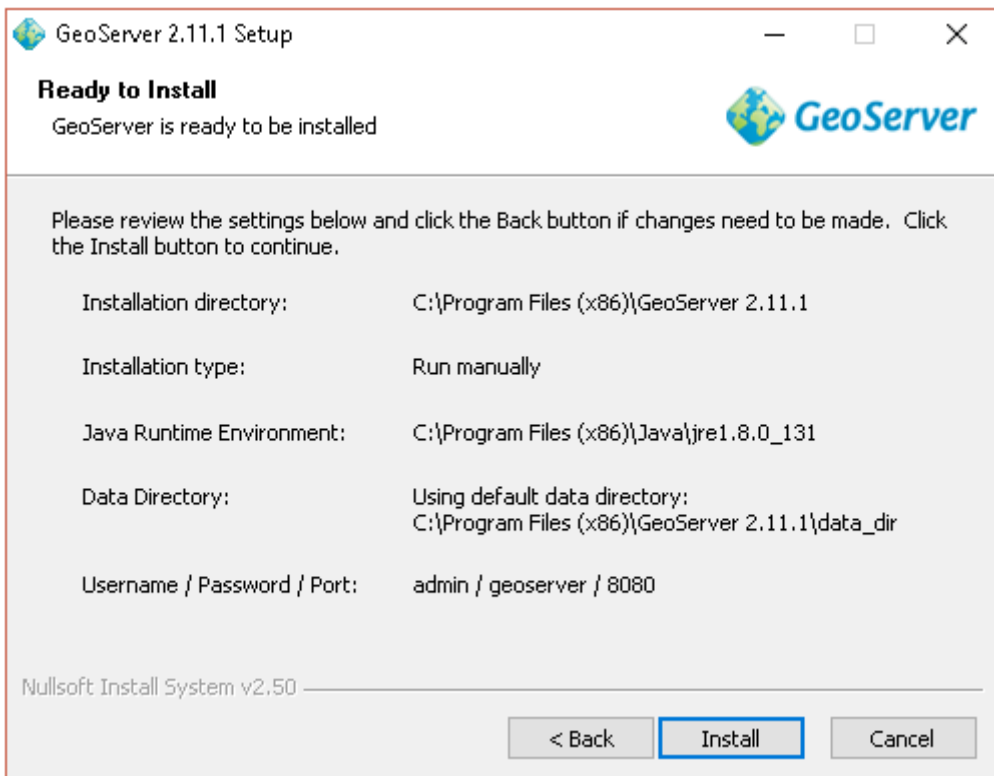 GeoServer 2.11.1 Setup
Ready to Install
GeoServer is ready to be installed
GeoServer
Please review the settings below and click the Back button if changes need to be made.  Click
the Install button to continue.
Installation directory: C:\Program Files (x86)\GeoServer 2.11.1
Installation type: Run manually
Java Runtime Environment: C:\Program Files (x86)\Java\jre1.8.0_131
Data Directory: Using default data directory:
C:\Program Files (x86)\GeoServer 2.11.1\data_dir
Username / Password / Port: admin / geoserver / 8080
Nullsoft Install System v2.50
< Back Install Cancel